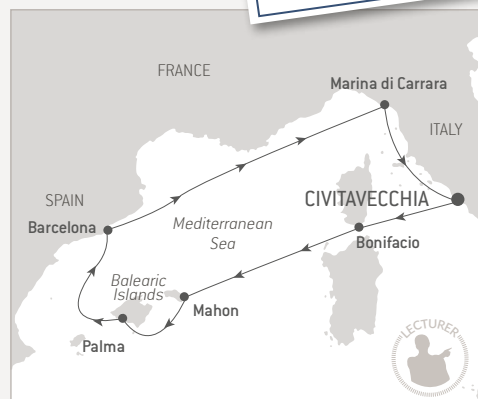 FRANCE
Marina di Carrara
ITALY
SPAIN
CIVITAVECCHIA
Barcelona
Mediterranean
Sea
Bonifacio
Balearic
Islands
Mahon
Palma
LECTURER